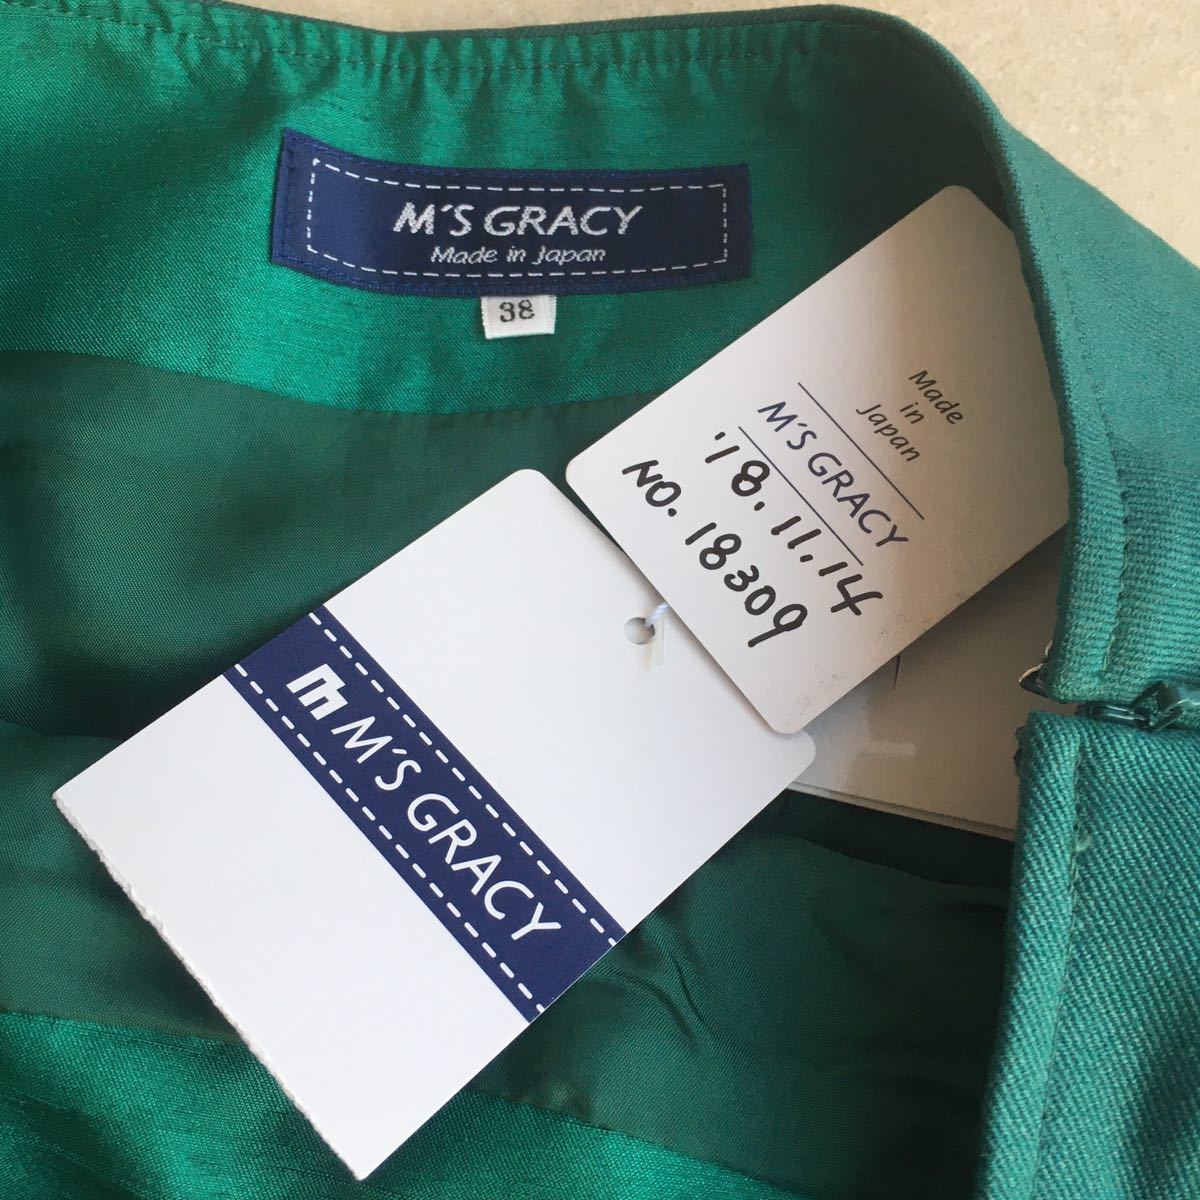 M'S GRACY
Made in Japan
38
Made
in
Japan
M'S GRACY
'18.11.14
NO. 18309
M'S GRACY